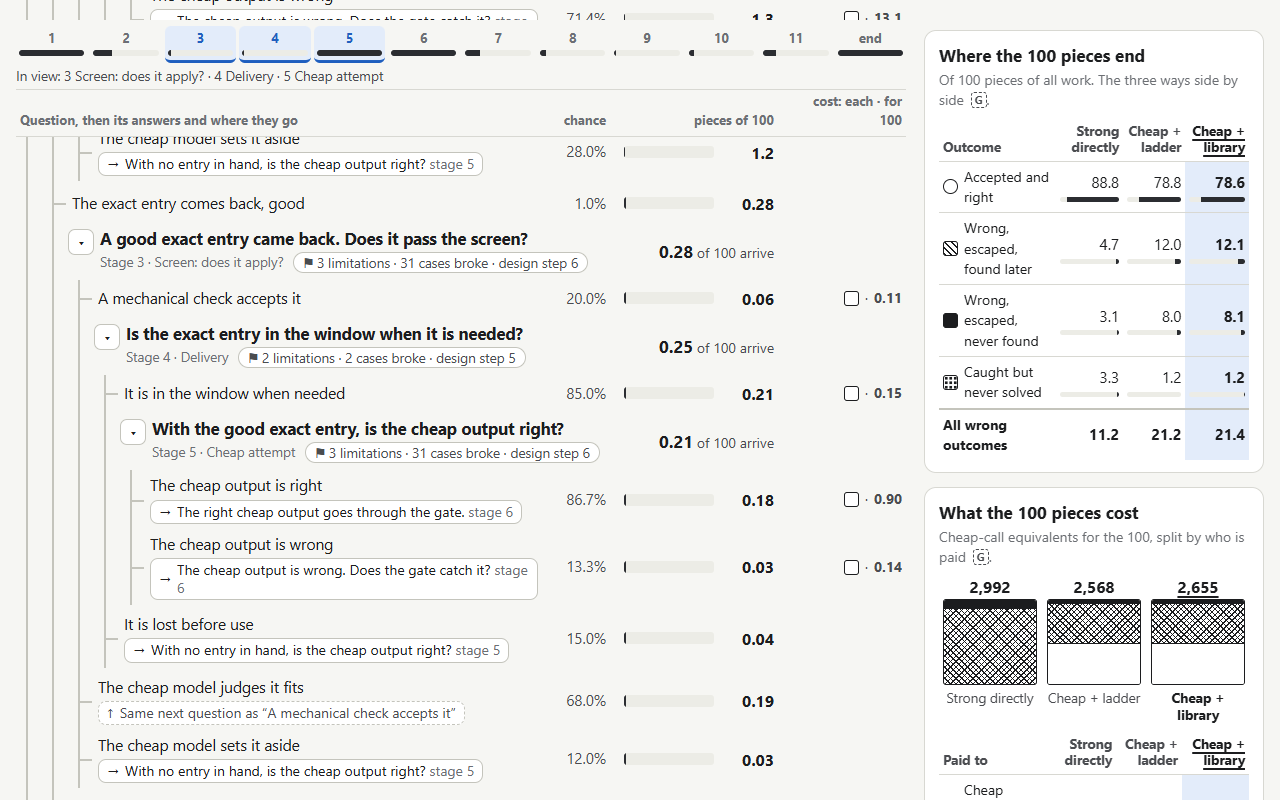 The cheap output is wrong. Does the gate catch it? stage
71.4%
1.3
· 13.1
1 2 3 4 5 6 7 8 9 10 11 end
In view: 3 Screen: does it apply? · 4 Delivery · 5 Cheap attempt
Question, then its answers and where they go
chance
pieces of 100
cost: each · for
100
The cheap model sets it aside
→ With no entry in hand, is the cheap output right? stage 5
28.0%
1.2
The exact entry comes back, good
1.0%
0.28
A good exact entry came back. Does it pass the screen?
Stage 3 · Screen: does it apply?
⚑ 3 limitations · 31 cases broke · design step 6
0.28 of 100 arrive
A mechanical check accepts it
20.0%
0.06
· 0.11
Is the exact entry in the window when it is needed?
Stage 4 · Delivery
⚑ 2 limitations · 2 cases broke · design step 5
0.25 of 100 arrive
It is in the window when needed
85.0%
0.21
· 0.15
With the good exact entry, is the cheap output right?
Stage 5 · Cheap attempt
⚑ 3 limitations · 31 cases broke · design step 6
0.21 of 100 arrive
The cheap output is right
→ The right cheap output goes through the gate. stage 6
86.7%
0.18
· 0.90
The cheap output is wrong
→ The cheap output is wrong. Does the gate catch it? stage
6
13.3%
0.03
· 0.14
It is lost before use
→ With no entry in hand, is the cheap output right? stage 5
15.0%
0.04
The cheap model judges it fits
↑ Same next question as “A mechanical check accepts it”
68.0%
0.19
The cheap model sets it aside
→ With no entry in hand, is the cheap output right? stage 5
12.0%
0.03
Where the 100 pieces end
Of 100 pieces of all work. The three ways side by
side G.
Outcome
Strong
directly
Cheap +
ladder
Cheap +
library
Accepted and
right
88.8 78.8 78.6
Wrong,
escaped,
found later
4.7 12.0 12.1
Wrong,
escaped,
never found
3.1 8.0 8.1
Caught but
never solved
3.3 1.2 1.2
All wrong
outcomes
11.2 21.2 21.4
What the 100 pieces cost
Cheap-call equivalents for the 100, split by who is
paid G.
2,992 2,568 2,655
Strong directly
Cheap + ladder
Cheap +
library
Paid to
Strong
directly
Cheap +
ladder
Cheap +
library
Cheap